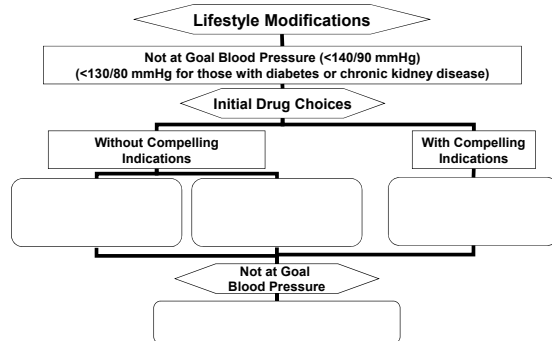 Lifestyle Modifications
Not at Goal Blood Pressure (<140/90 mmHg)
(<130/80 mmHg for those with diabetes or chronic kidney disease)
Initial Drug Choices
Without Compelling
Indications
With Compelling
Indications
Not at Goal
Blood Pressure